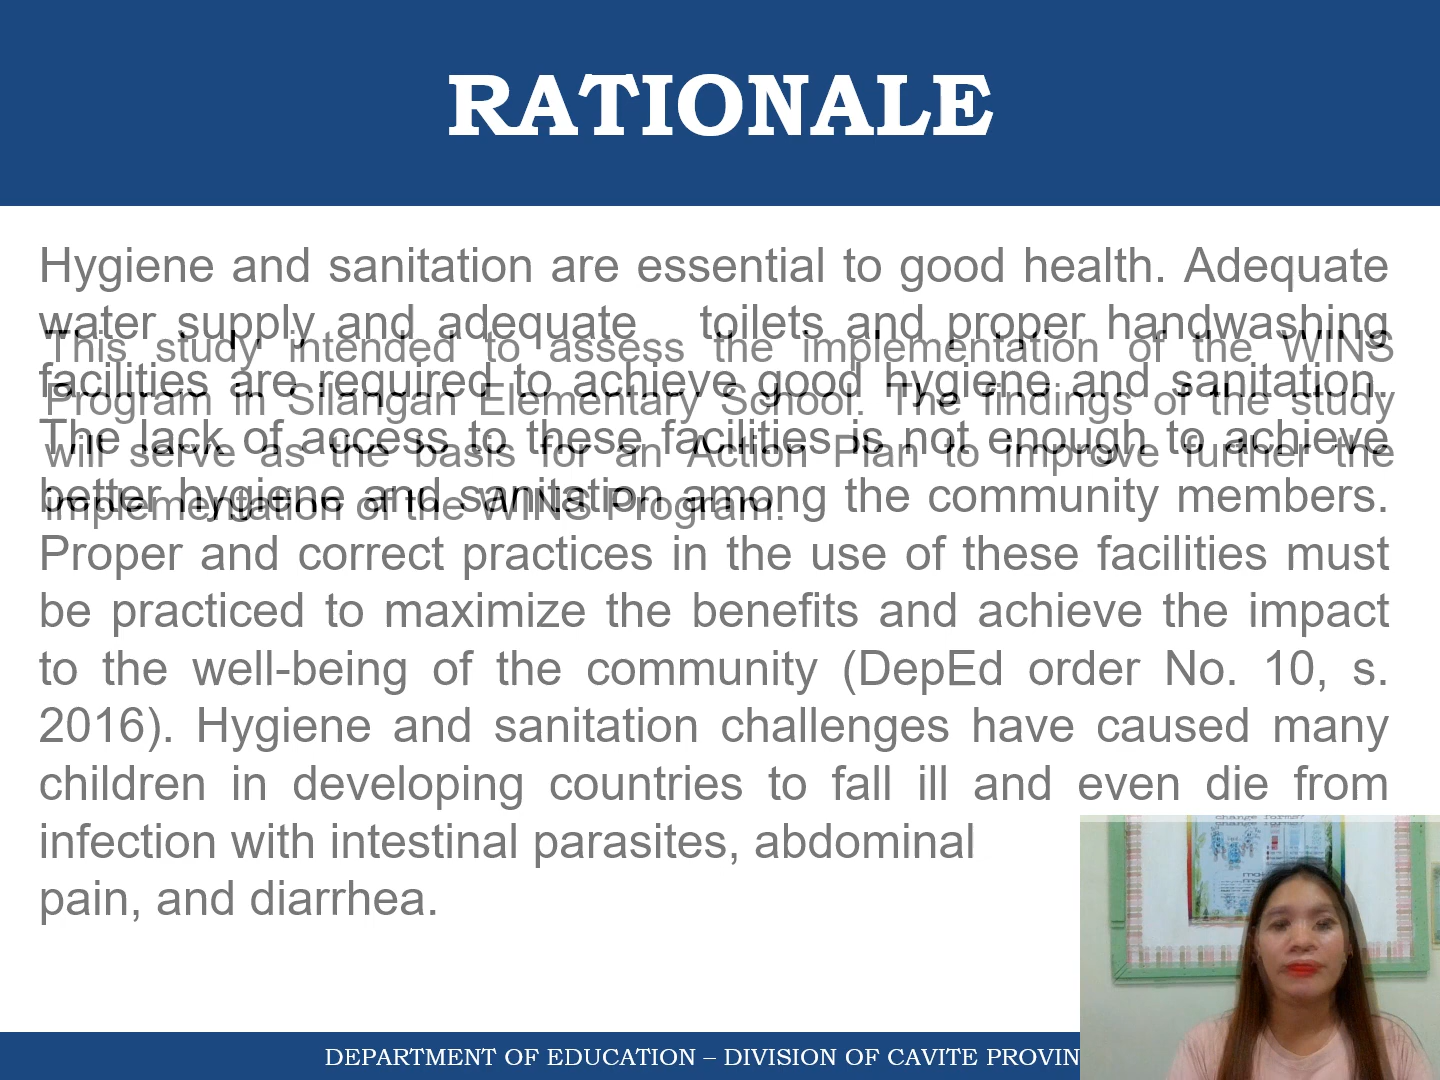 RATIONALE
Hygiene and sanitation are essential to good health. Adequate
water supply and adequate toilets and proper handwashing
facilities are required to achieve good hygiene and sanitation.
The lack of access to these facilities is not enough to achieve
better hygiene and sanitation among the community members.
Proper and correct practices in the use of these facilities must
be practiced to maximize the benefits and achieve the impact
to the well-being of the community (DepEd order No. 10, s.
2016). Hygiene and sanitation challenges have caused many
children in developing countries to fall ill and even die from
infection with intestinal parasites, abdominal
pain, and diarrhea.
This study intended to assess the implementation of the WINS
Program in Silangan Elementary School. The findings of the study
will serve as the basis for an Action Plan to improve further the
implementation of the WINS Program.
DEPARTMENT OF EDUCATION – DIVISION OF CAVITE PROVIN